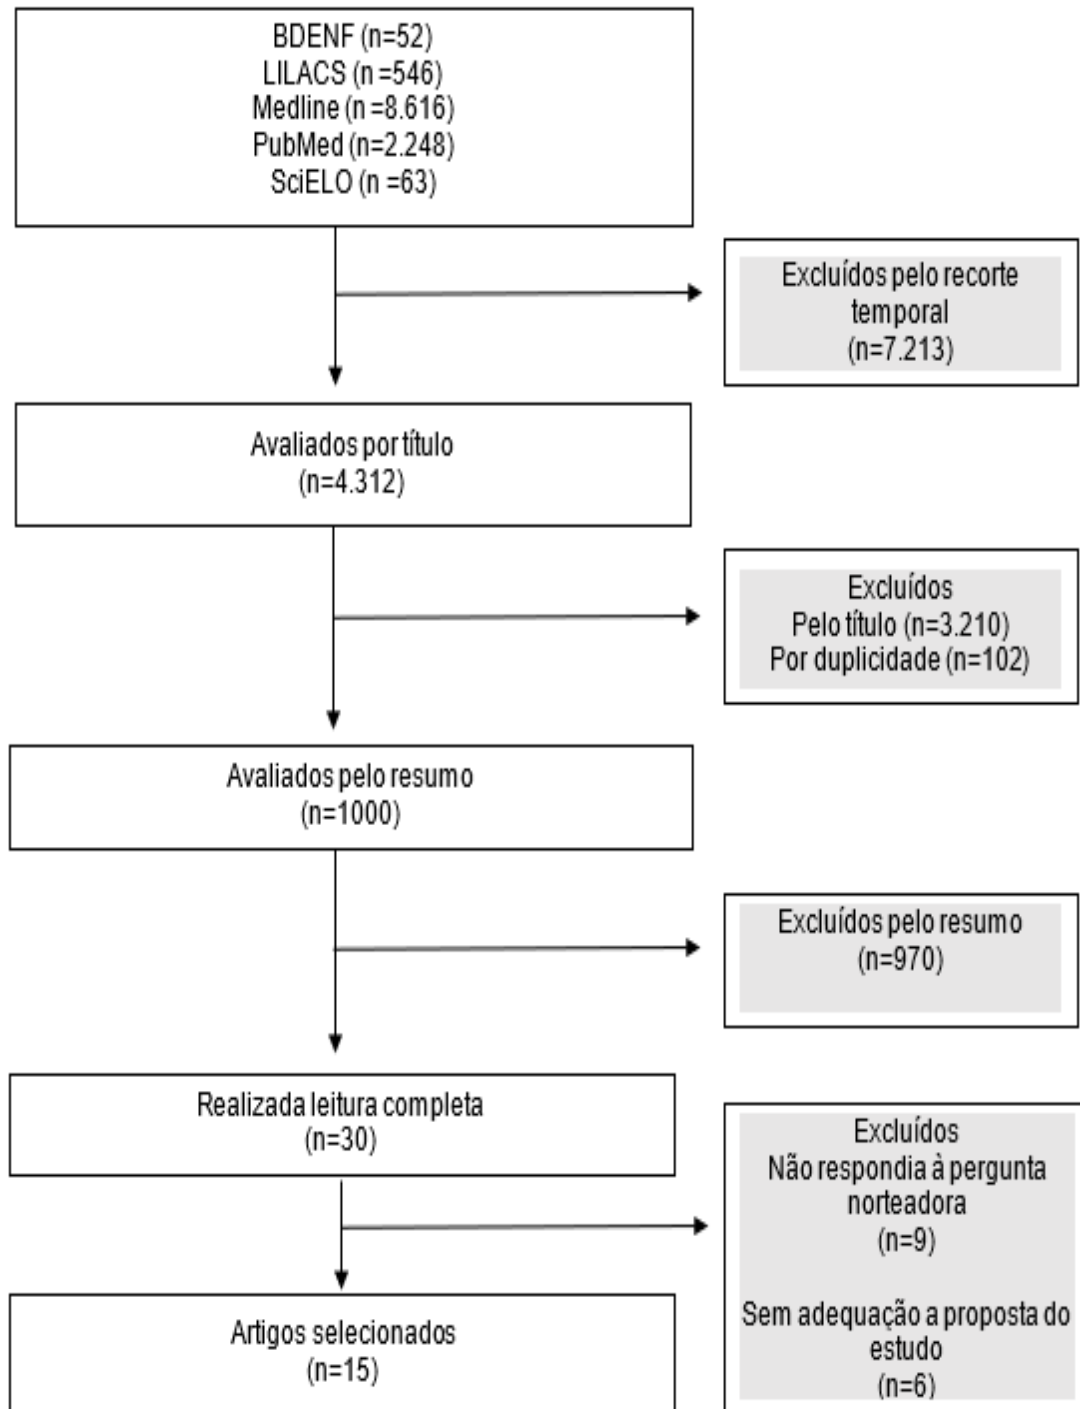 BDENF (n=52)
LILACS (n =546)
Medline (n =8.616)
PubMed (n=2.248)
SciELO (n =63)
Excluídos pelo recorte
temporal
(n=7.213)
Avaliados por título
(n=4.312)
Excluídos
Pelo título (n=3.210)
Por duplicidade (n=102)
Avaliados pelo resumo
(n=1000)
Excluídos pelo resumo
(n=970)
Realizada leitura completa
(n=30)
Excluídos
Não respondia à pergunta
norteadora
(n=9)
Sem adequação a proposta do
estudo
(n=6)
Artigos selecionados
(n=15)